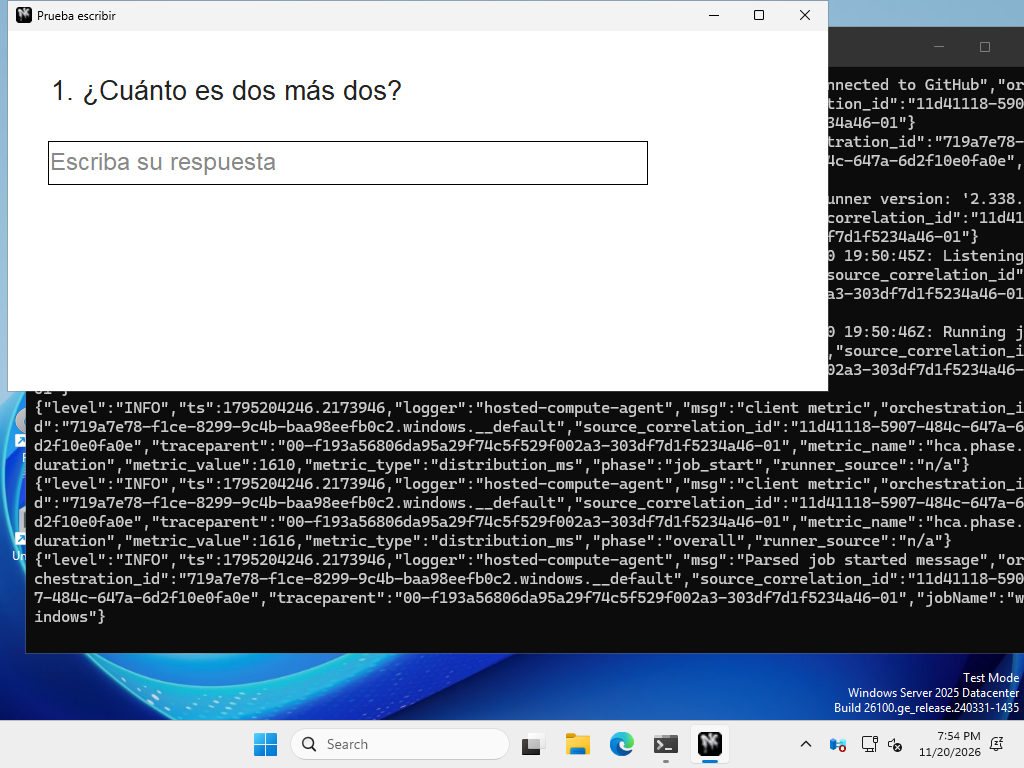 Prueba escribir
1. ¿Cuánto es dos más dos?
Escriba su respuesta
nnected to GitHub","or
tion_id":"11d41118-590
34a46-01"}
tration_id":"719a7e78-
4c-647a-6d2f10e0fa0e",
unner version: '2.338.
correlation_id":"11d41
f7d1f5234a46-01"}
0 19:50:45Z: Listening
source_correlation_id"
a3-303df7d1f5234a46-01
0 19:50:46Z: Running j
,"source_correlation_i
02a3-303df7d1f5234a46-
{"level":"INFO","ts":1795204246.2173946,"logger":"hosted-compute-agent","msg":"client metric","orchestration_i
d":"719a7e78-f1ce-8299-9c4b-baa98eefb0c2.windows.__default","source_correlation_id":"11d41118-5907-484c-647a-6
d2f10e0fa0e","traceparent":"00-f193a56806da95a29f74c5f529f002a3-303df7d1f5234a46-01","metric_name":"hca.phase.
duration","metric_value":1610,"metric_type":"distribution_ms","phase":"job_start","runner_source":"n/a"}
{"level":"INFO","ts":1795204246.2173946,"logger":"hosted-compute-agent","msg":"client metric","orchestration_i
d":"719a7e78-f1ce-8299-9c4b-baa98eefb0c2.windows.__default","source_correlation_id":"11d41118-5907-484c-647a-6
d2f10e0fa0e","traceparent":"00-f193a56806da95a29f74c5f529f002a3-303df7d1f5234a46-01","metric_name":"hca.phase.
duration","metric_value":1616,"metric_type":"distribution_ms","phase":"overall","runner_source":"n/a"}
{"level":"INFO","ts":1795204246.2173946,"logger":"hosted-compute-agent","msg":"Parsed job started message","or
chestration_id":"719a7e78-f1ce-8299-9c4b-baa98eefb0c2.windows.__default","source_correlation_id":"11d41118-590
7-484c-647a-6d2f10e0fa0e","traceparent":"00-f193a56806da95a29f74c5f529f002a3-303df7d1f5234a46-01","jobName":"w
indows"}
Test Mode
Windows Server 2025 Datacenter
Build 26100.ge_release.240331-1435
Search
7:54 PM
11/20/2026